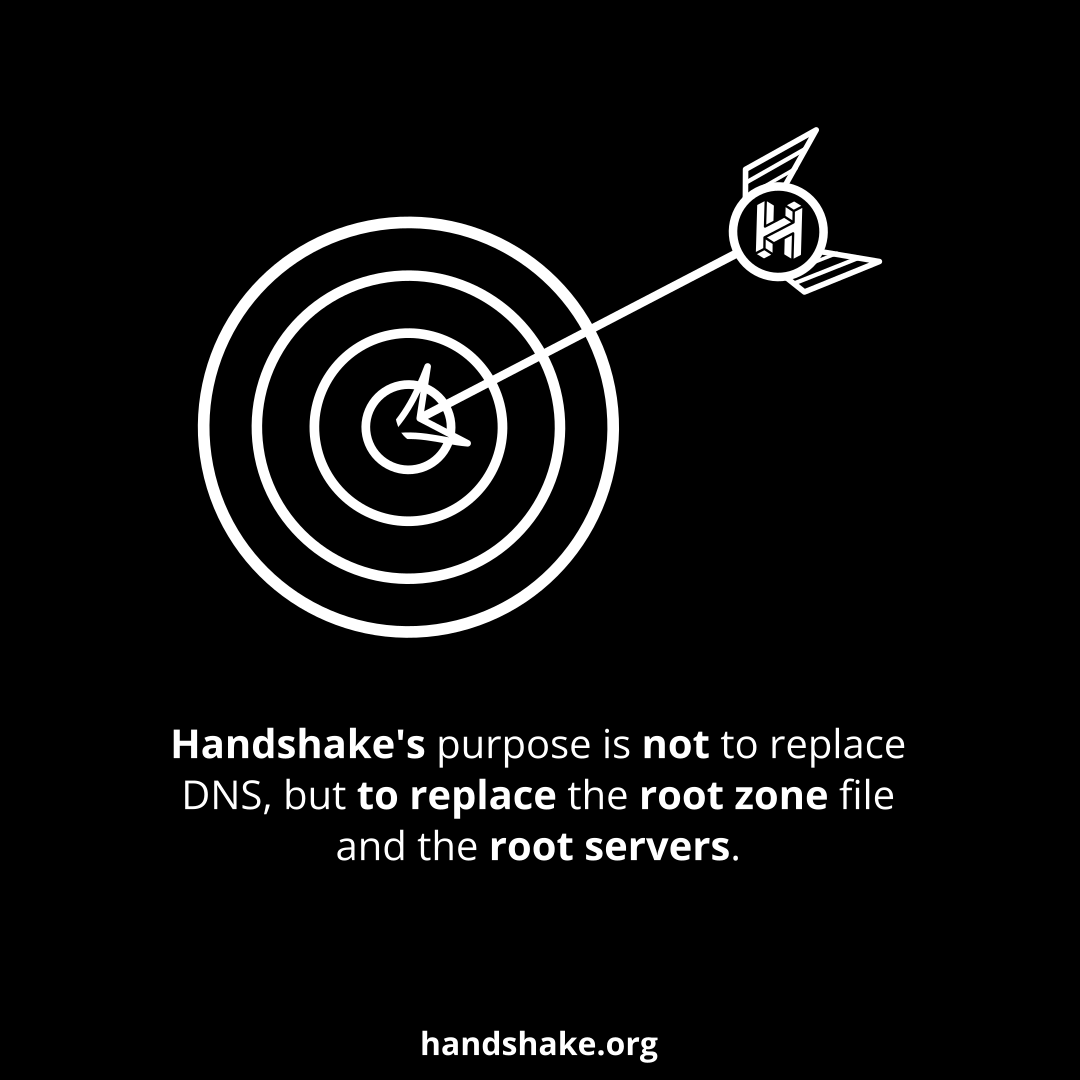 H
Handshake's purpose is not to replace
DNS, but to replace the root zone file
and the root servers.
handshake.org